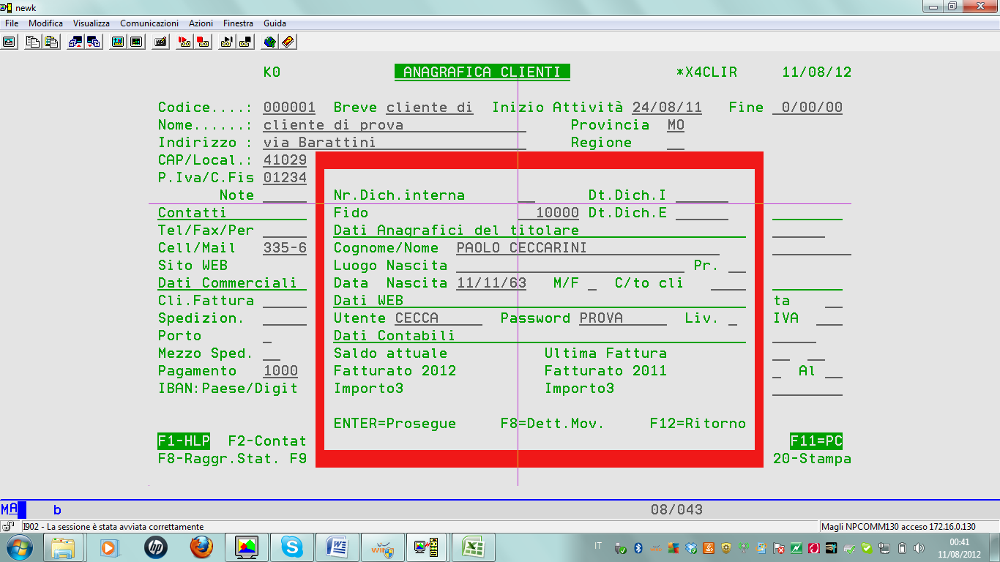 newk
File Modifica Visualizza Comunicazioni Azioni Finestra Guida
K0 ANAGRAFICA CLIENTI *X4CLIR 11/08/12
Codice....: 000001 Breve cliente di Inizio Attività 24/08/11 Fine 0/00/00
Nome......: cliente di prova Provincia MO
Indirizzo : via Barattini Regione
CAP/Local.: 41029
P.Iva/C.Fis 01234
Note Nr.Dich.interna Dt.Dich.I
Contatti Fido 10000 Dt.Dich.E
Tel/Fax/Per Dati Anagrafici del titolare
Cell/Mail 335-6 Cognome/Nome PAOLO CECCARINI
Sito WEB Luogo Nascita Pr.
Dati Commerciali Data Nascita 11/11/63 M/F C/to cli
Cli.Fattura Dati WEB ta
Spedizion. Utente CECCA Password PROVA Liv. IVA
Porto Dati Contabili
Mezzo Sped. Saldo attuale Ultima Fattura
Pagamento 1000 Fatturato 2012 Fatturato 2011 Al
IBAN:Paese/Digit Importo3 Importo3
ENTER=Prosegue F8=Dett.Mov. F12=Ritorno
F1-HLP F2-Contat F11=PC
F8-Raggr.Stat. F9 20-Stampa
MA b 08/043
I902 - La sessione è stata avviata correttamente Magli NPCOMM130 acceso 172.16.0.130
hp IT 00:41
11/08/2012